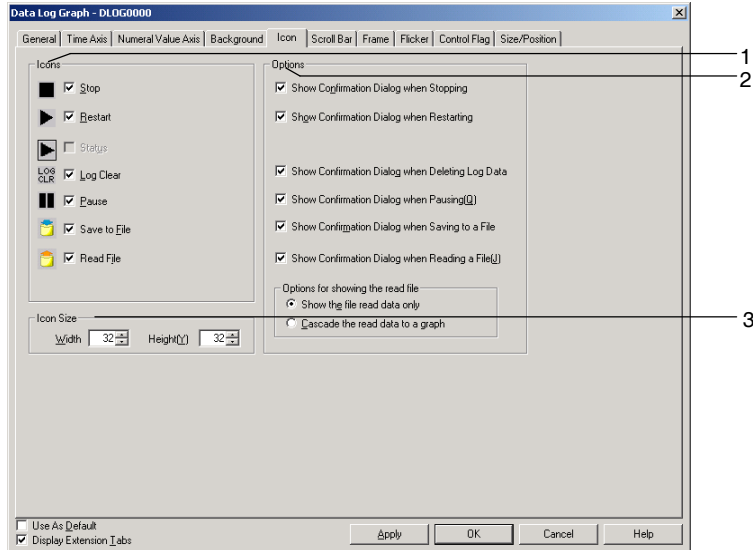 Data Log Graph - DLOG0000
General Time Axis Numeral Value Axis Background Icon Scroll Bar Frame Flicker Control Flag Size/Position
Icons
Stop
Restart
Status
LOG CLR Log Clear
Pause
Save to File
Read File
Icon Size
Width 32 Height(Y) 32
Options
Show Confirmation Dialog when Stopping
Show Confirmation Dialog when Restarting
Show Confirmation Dialog when Deleting Log Data
Show Confirmation Dialog when Pausing(Q)
Show Confirmation Dialog when Saving to a File
Show Confirmation Dialog when Reading a File(J)
Options for showing the read file
Show the file read data only
Cascade the read data to a graph
1
2
3
Use As Default
Display Extension Tabs
Apply OK Cancel Help